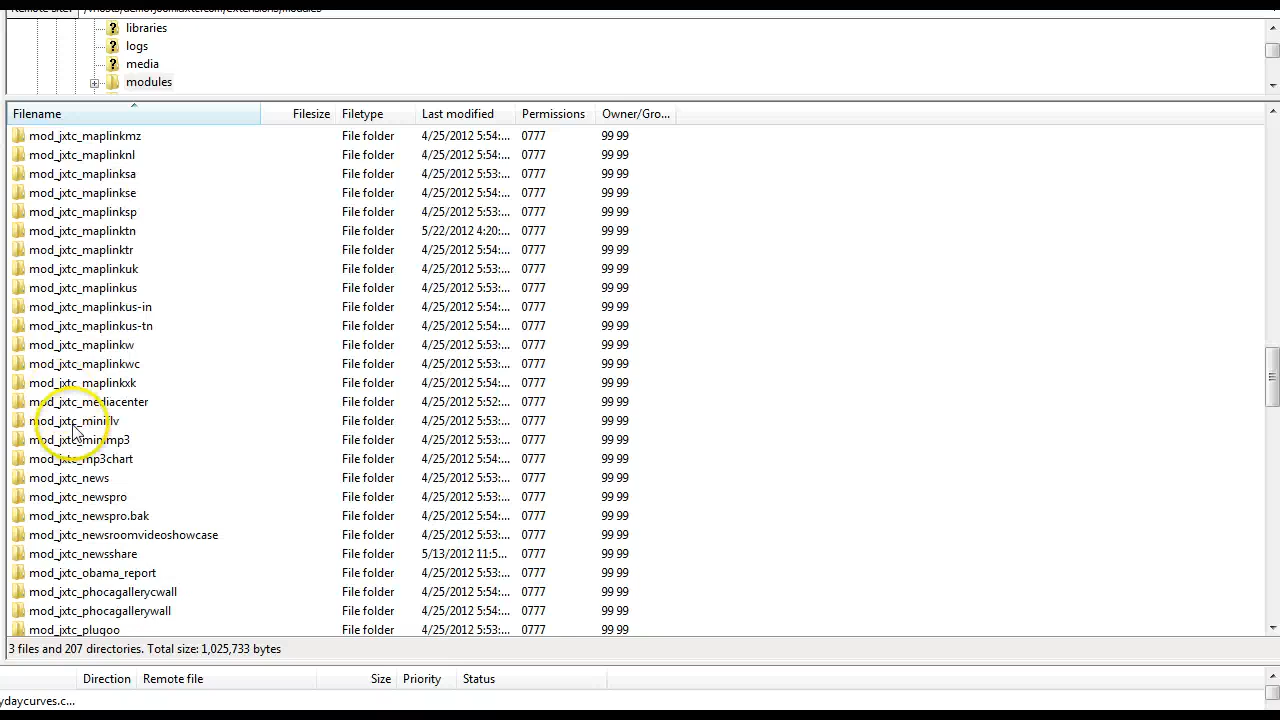 libraries
logs
media
modules
Filename Filesize Filetype Last modified Permissions Owner/Gro...
mod_jxtc_maplinkmz File folder 4/25/2012 5:54:... 0777 99 99
mod_jxtc_maplinknl File folder 4/25/2012 5:54:... 0777 99 99
mod_jxtc_maplinksa File folder 4/25/2012 5:53:... 0777 99 99
mod_jxtc_maplinkse File folder 4/25/2012 5:54:... 0777 99 99
mod_jxtc_maplinksp File folder 4/25/2012 5:53:... 0777 99 99
mod_jxtc_maplinktn File folder 5/22/2012 4:20:... 0777 99 99
mod_jxtc_maplinktr File folder 4/25/2012 5:54:... 0777 99 99
mod_jxtc_maplinkuk File folder 4/25/2012 5:53:... 0777 99 99
mod_jxtc_maplinkus File folder 4/25/2012 5:53:... 0777 99 99
mod_jxtc_maplinkus-in File folder 4/25/2012 5:54:... 0777 99 99
mod_jxtc_maplinkus-tn File folder 4/25/2012 5:54:... 0777 99 99
mod_jxtc_maplinkw File folder 4/25/2012 5:53:... 0777 99 99
mod_jxtc_maplinkwc File folder 4/25/2012 5:53:... 0777 99 99
mod_jxtc_maplinkxk File folder 4/25/2012 5:54:... 0777 99 99
mod_jxtc_mediacenter File folder 4/25/2012 5:52:... 0777 99 99
mod_jxtc_miniflv File folder 4/25/2012 5:54:... 0777 99 99
mod_jxtc_minimp3 File folder 4/25/2012 5:54:... 0777 99 99
mod_jxtc_mp3chart File folder 4/25/2012 5:53:... 0777 99 99
mod_jxtc_news File folder 4/25/2012 5:53:... 0777 99 99
mod_jxtc_newspro File folder 4/25/2012 5:53:... 0777 99 99
mod_jxtc_newspro.bak File folder 4/25/2012 5:54:... 0777 99 99
mod_jxtc_newsroomvideoshowcase File folder 4/25/2012 5:53:... 0777 99 99
mod_jxtc_newsshare File folder 5/13/2012 11:5... 0777 99 99
mod_jxtc_obama_report File folder 4/25/2012 5:53:... 0777 99 99
mod_jxtc_phocagallerycwall File folder 4/25/2012 5:54:... 0777 99 99
mod_jxtc_phocagallerywall File folder 4/25/2012 5:54:... 0777 99 99
mod_jxtc_plugoo File folder 4/25/2012 5:53:... 0777 99 99
3 files and 207 directories. Total size: 1,025,733 bytes
Direction Remote file Size Priority Status
ydaycurves.c...